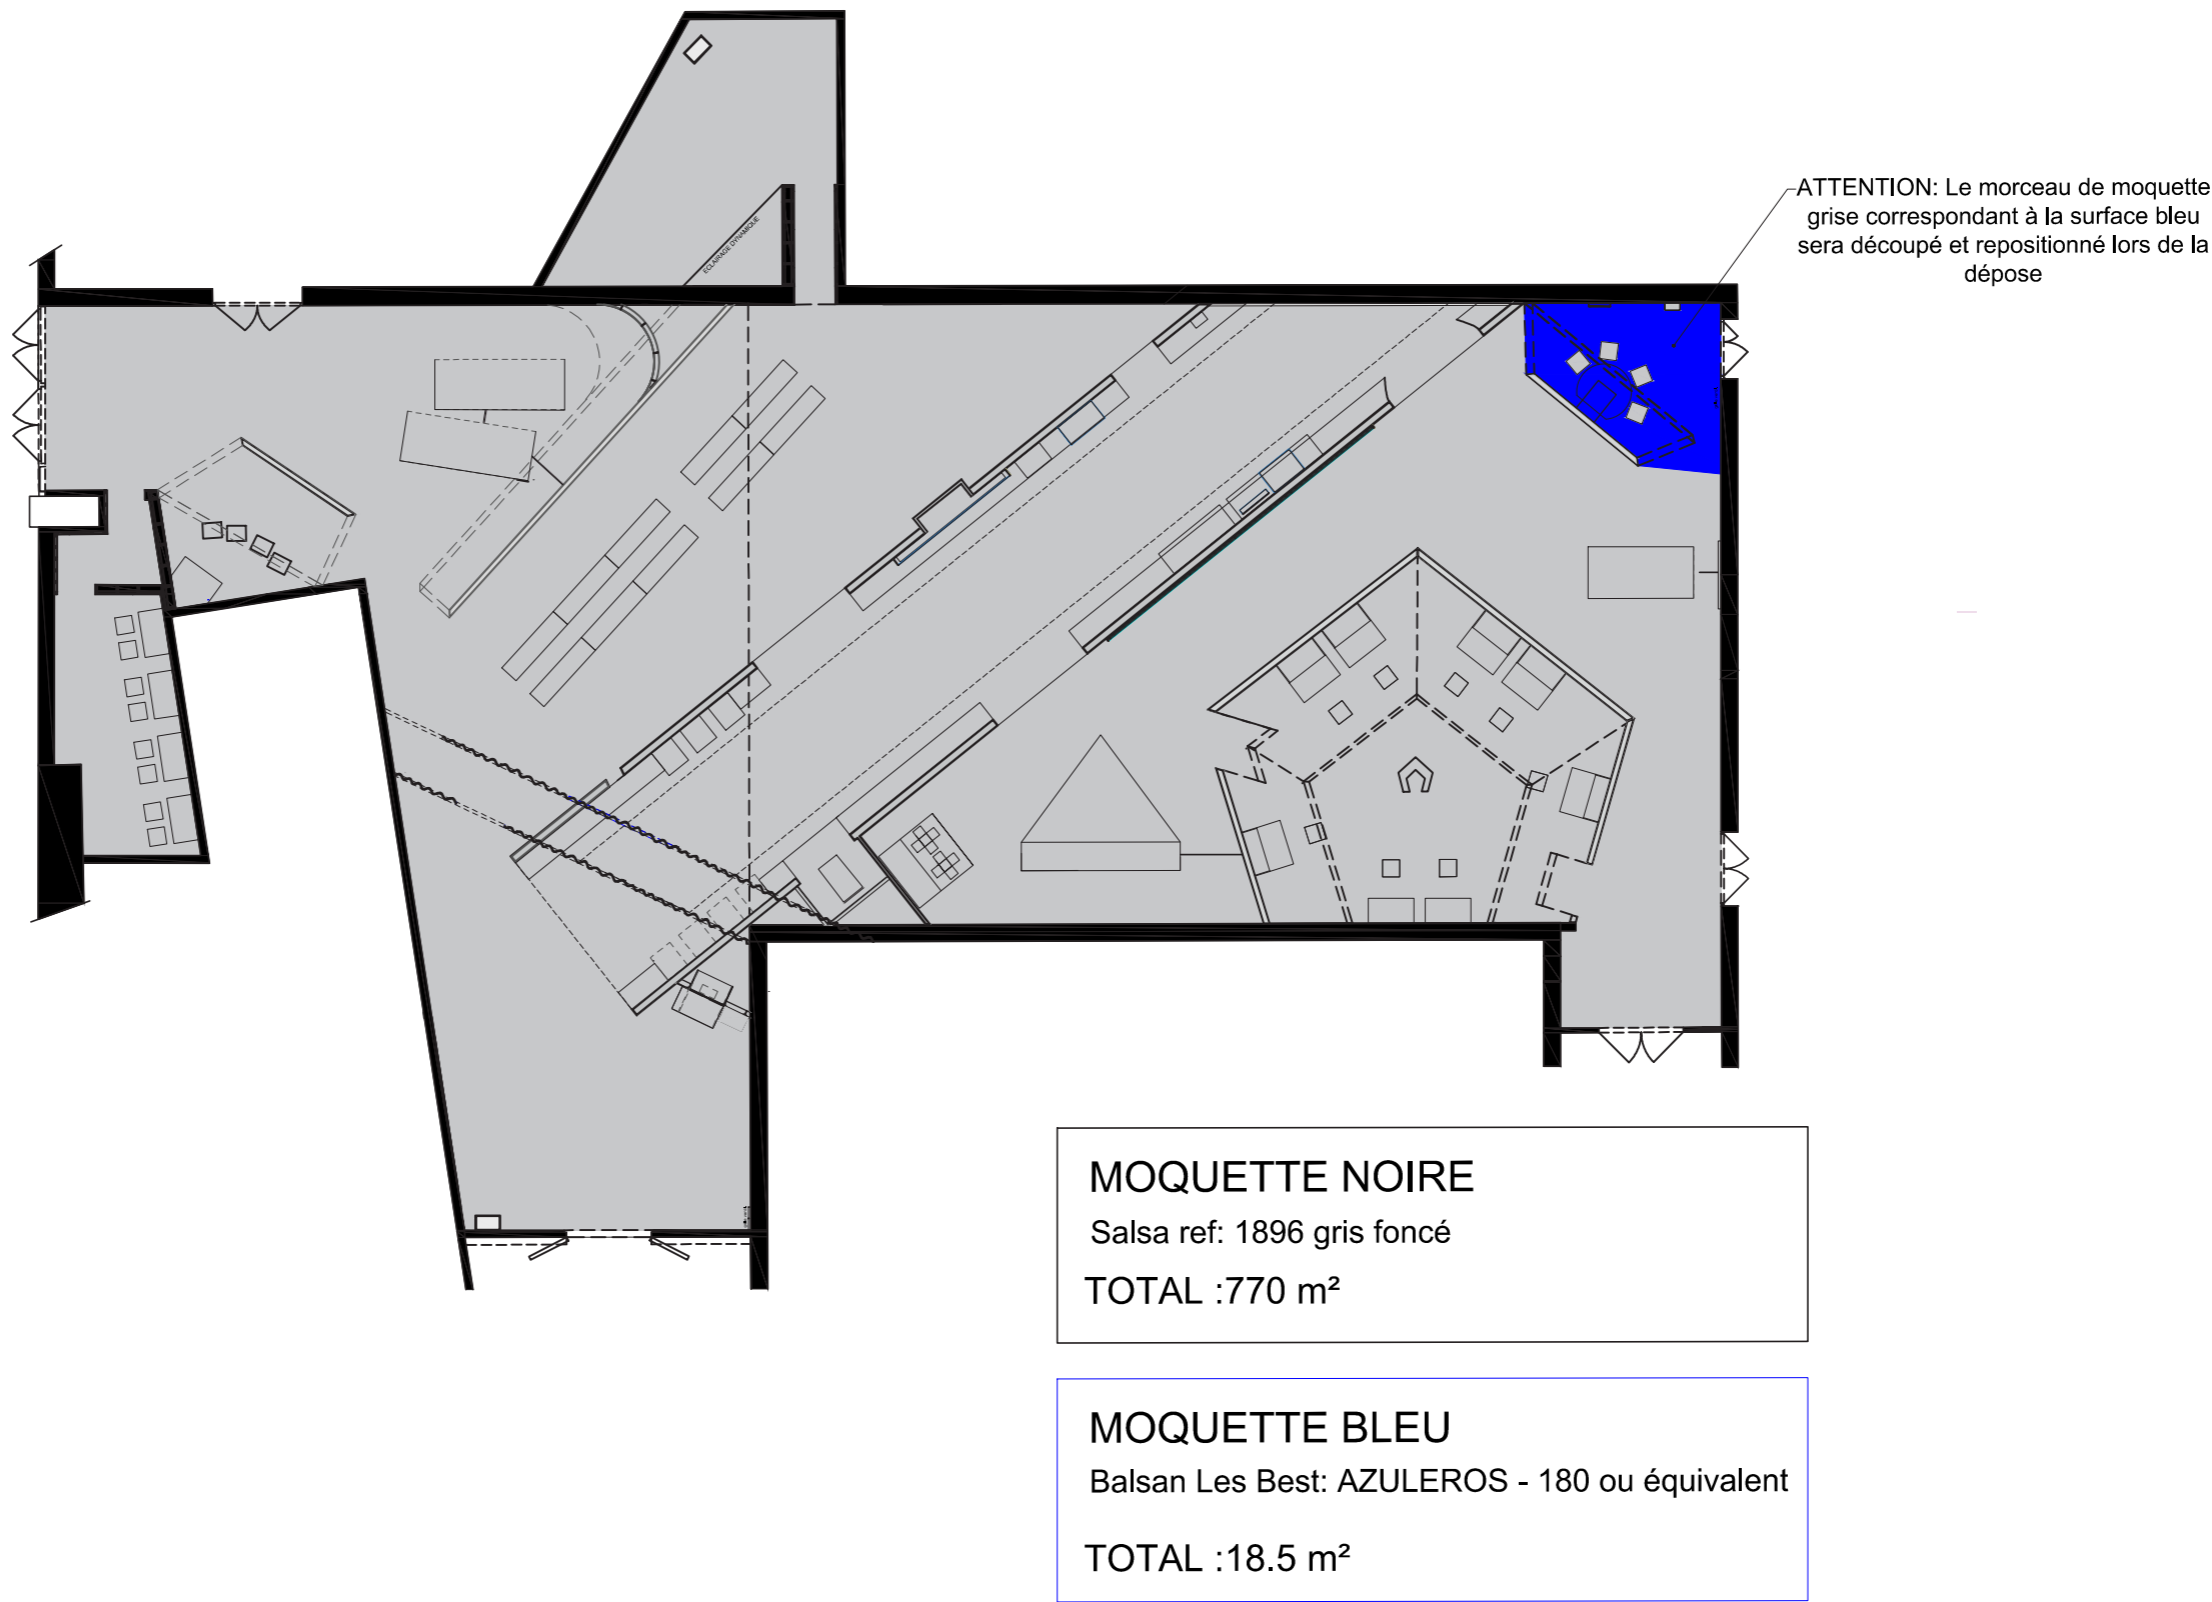 ATTENTION: Le morceau de moquette
grise correspondant à la surface bleu
sera découpé et repositionné lors de la
dépose
ECLAIRAGE DYNAMIQUE
MOQUETTE NOIRE
Salsa ref: 1896 gris foncé
TOTAL :770 m²
MOQUETTE BLEU
Balsan Les Best: AZULEROS - 180 ou équivalent
TOTAL :18.5 m²